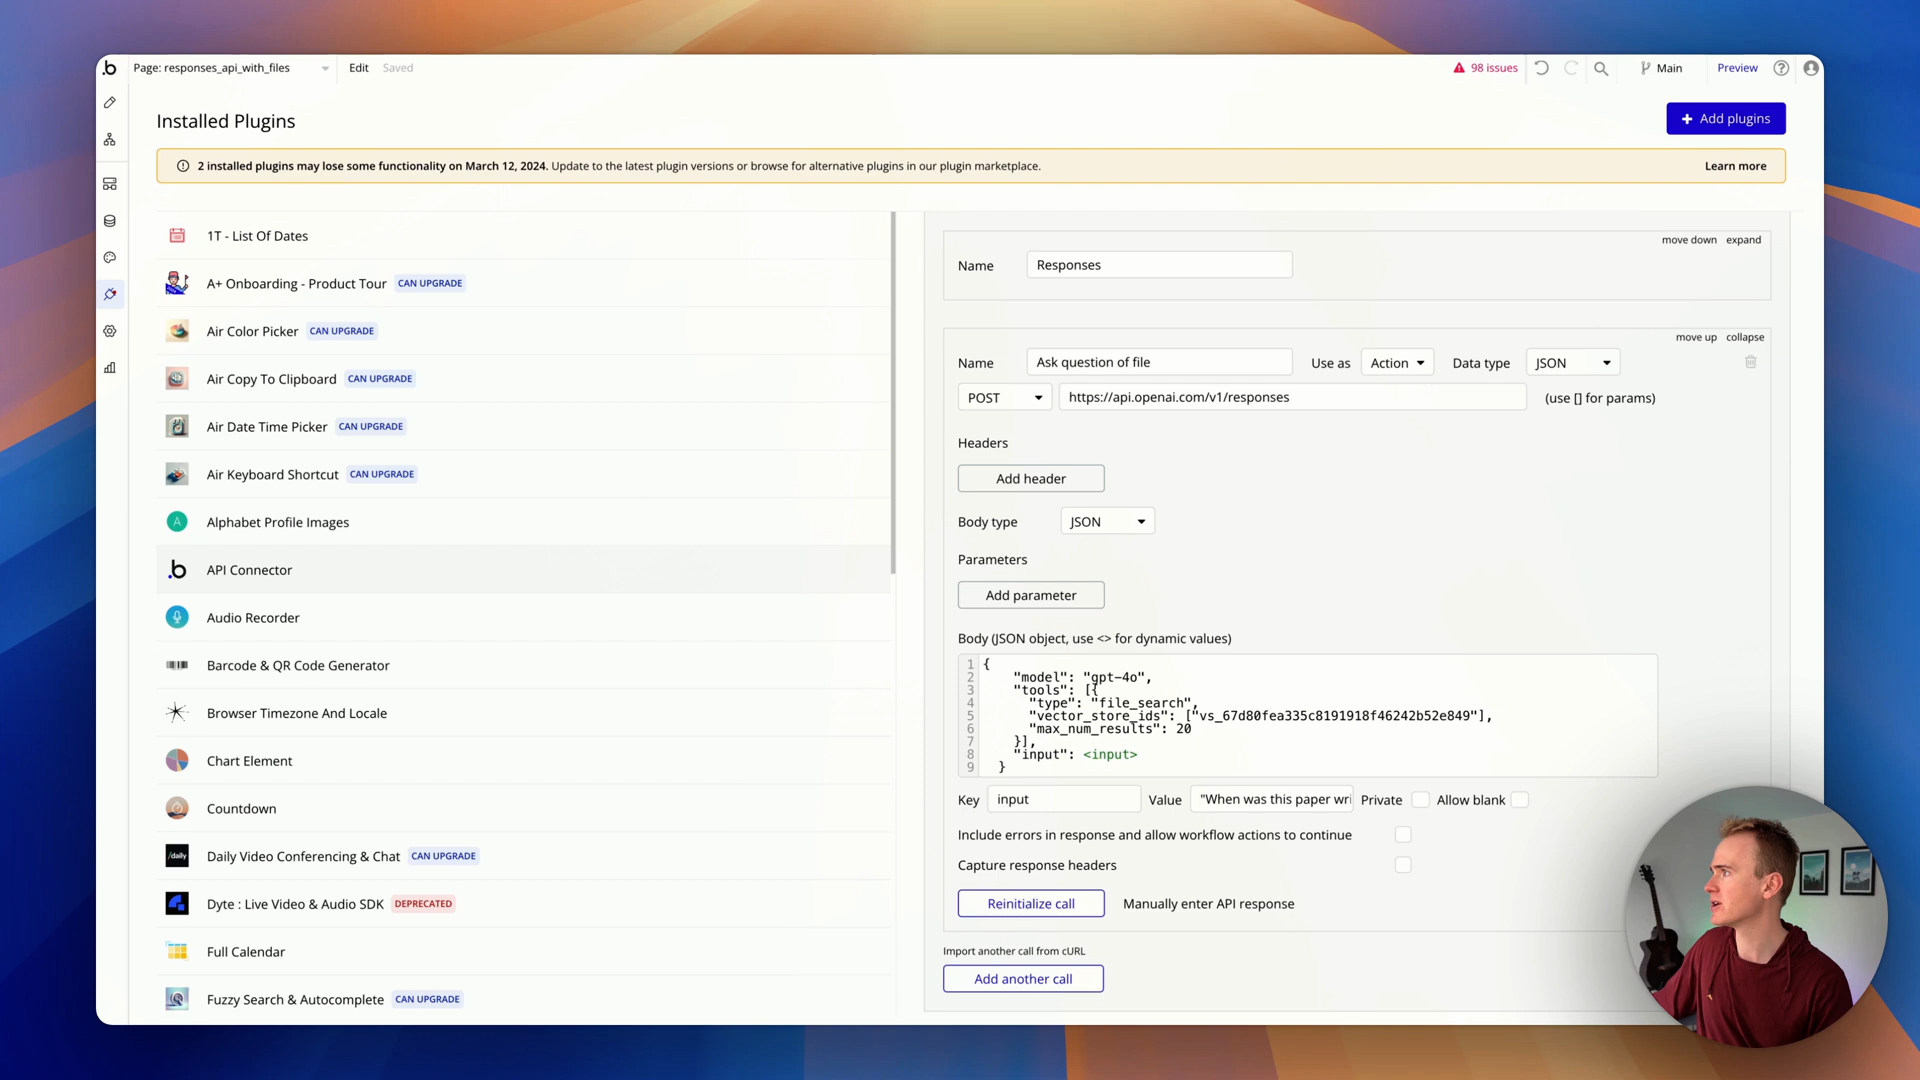 Page: responses_api_with_files
Edit
Saved
98 issues
Main
Preview
Installed Plugins
Add plugins
2 installed plugins may lose some functionality on March 12, 2024. Update to the latest plugin versions or browse for alternative plugins in our plugin marketplace.
Learn more
1T - List Of Dates
A+ Onboarding - Product Tour CAN UPGRADE
Air Color Picker CAN UPGRADE
Air Copy To Clipboard CAN UPGRADE
Air Date Time Picker CAN UPGRADE
Air Keyboard Shortcut CAN UPGRADE
A
Alphabet Profile Images
.b
API Connector
Audio Recorder
Barcode & QR Code Generator
Browser Timezone And Locale
Chart Element
Countdown
/daily
Daily Video Conferencing & Chat CAN UPGRADE
Dyte : Live Video & Audio SDK DEPRECATED
Full Calendar
Fuzzy Search & Autocomplete CAN UPGRADE
move down expand
Name Responses
move up collapse
Name Ask question of file Use as Action Data type JSON
POST https://api.openai.com/v1/responses (use [] for params)
Headers
Add header
Body type JSON
Parameters
Add parameter
Body (JSON object, use <> for dynamic values)
1 {
2 "model": "gpt-4o",
3 "tools": [{
4 "type": "file_search",
5 "vector_store_ids": ["vs_67d80fea335c8191918f46242b52e849"],
6 "max_num_results": 20
7 }],
8 "input": <input>
9 }
Key input Value "When was this paper wri Private Allow blank
Include errors in response and allow workflow actions to continue
Capture response headers
Reinitialize call Manually enter API response
Import another call from cURL
Add another call